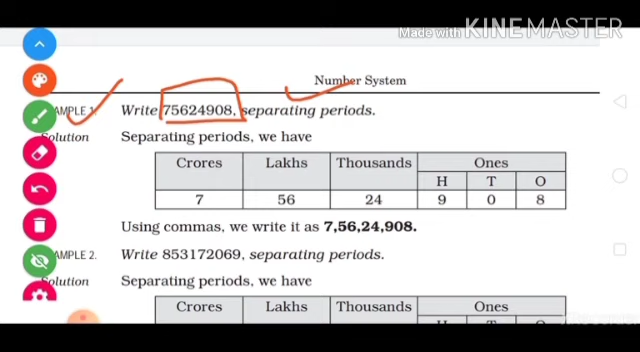 Made with KINEMASTER
Number System
AMPLE 1. Write 75624908, separating periods.
Solution Separating periods, we have
Crores Lakhs Thousands Ones
H T O
7 56 24 9 0 8
Using commas, we write it as 7,56,24,908.
AMPLE 2. Write 853172069, separating periods.
Solution Separating periods, we have
Crores Lakhs Thousands Ones
H T O